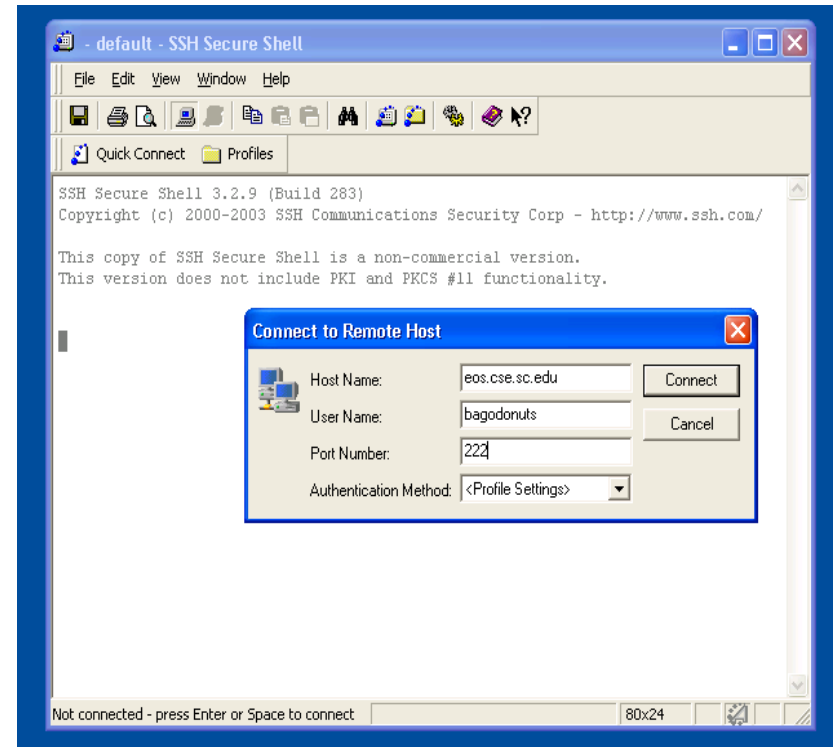 - default - SSH Secure Shell
File Edit View Window Help
Quick Connect Profiles
SSH Secure Shell 3.2.9 (Build 283)
Copyright (c) 2000-2003 SSH Communications Security Corp - http://www.ssh.com/
This copy of SSH Secure Shell is a non-commercial version.
This version does not include PKI and PKCS #11 functionality.
Connect to Remote Host
Host Name: eos.cse.sc.edu Connect
User Name: bagodonuts Cancel
Port Number: 222
Authentication Method: <Profile Settings>
Not connected - press Enter or Space to connect 80x24